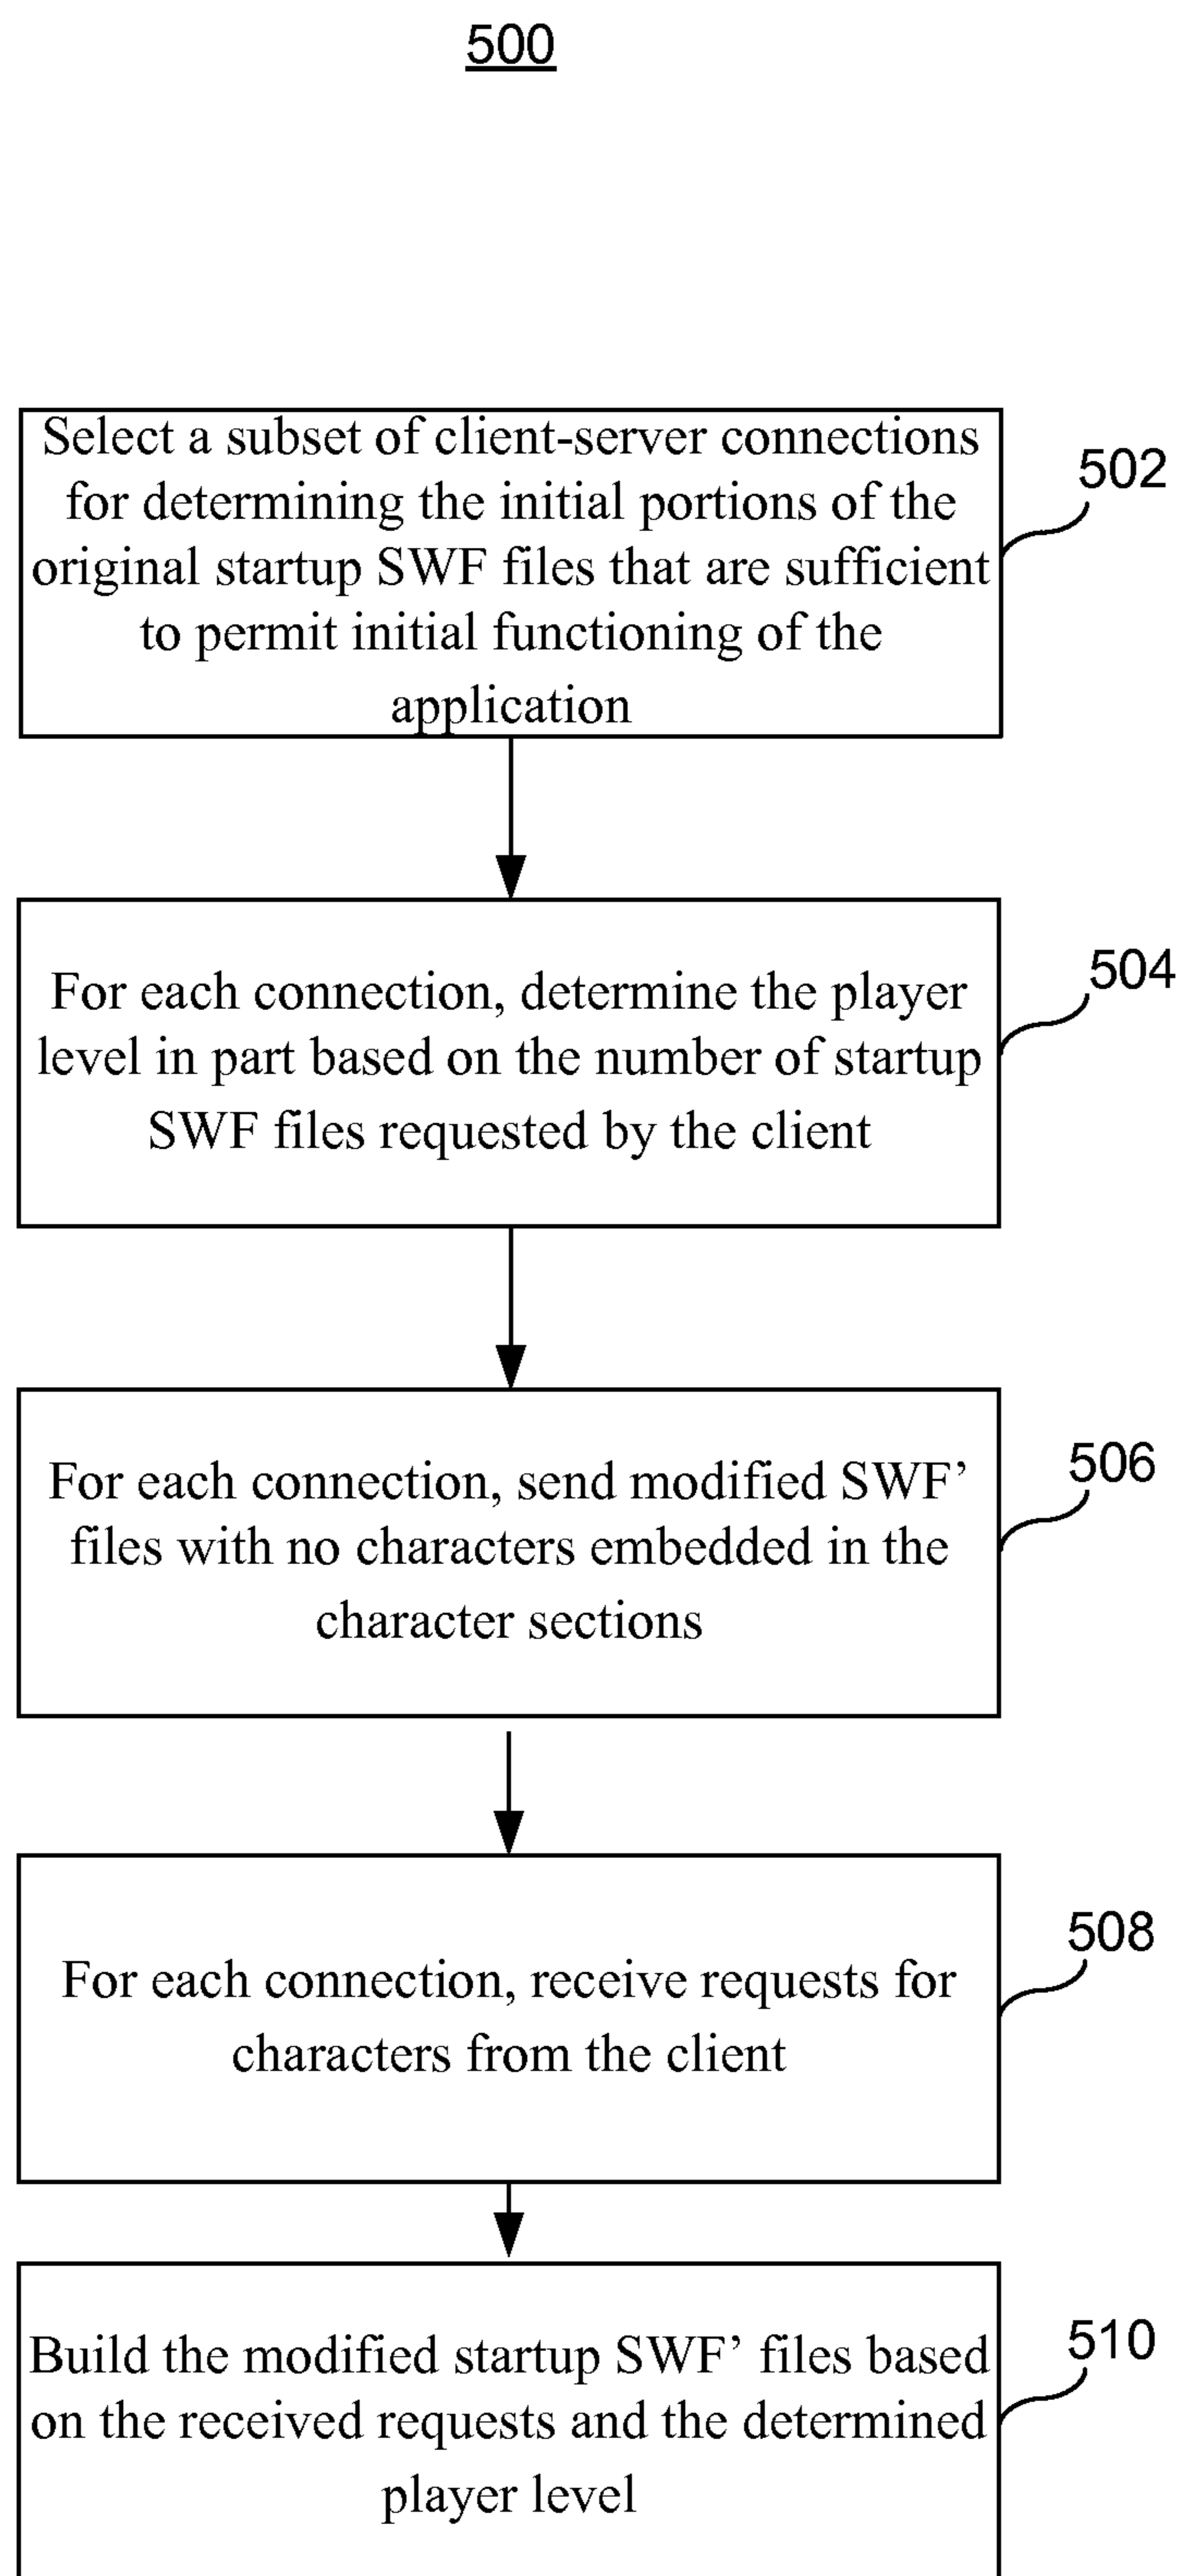 500
Select a subset of client-server connections
for determining the initial portions of the
original startup SWF files that are sufficient
to permit initial functioning of the
application
502
For each connection, determine the player
level in part based on the number of startup
SWF files requested by the client
504
For each connection, send modified SWF’
files with no characters embedded in the
character sections
506
For each connection, receive requests for
characters from the client
508
Build the modified startup SWF’ files based
on the received requests and the determined
player level
510